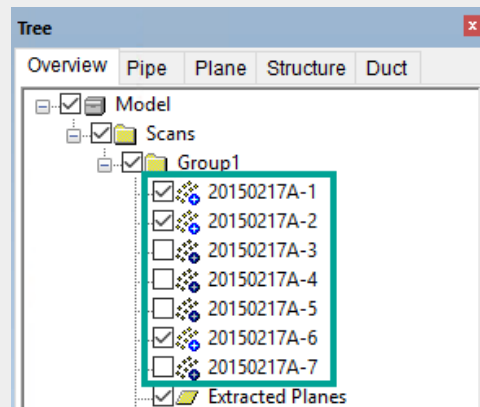 Tree
Overview Pipe Plane Structure Duct
Model
Scans
Group1
20150217A-1
20150217A-2
20150217A-3
20150217A-4
20150217A-5
20150217A-6
20150217A-7
Extracted Planes